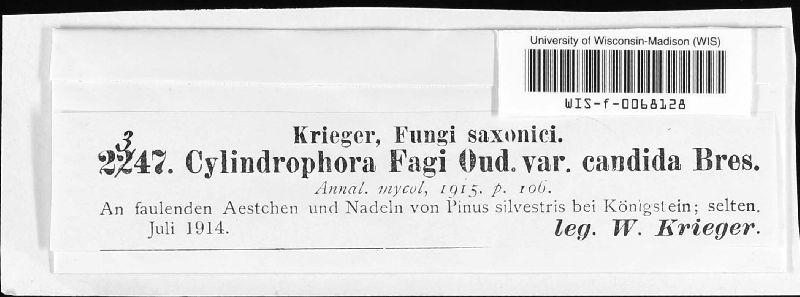 University of Wisconsin-Madison (WIS)
WIS-f-0068128
Krieger, Fungi saxonici.
2347. Cylindrophora Fagi Oud. var. candida Bres.
Annal. mycol, 1915. p. 106.
An faulenden Aestchen und Nadeln von Pinus silvestris bei Königstein; selten.
Juli 1914. leg. W. Krieger.